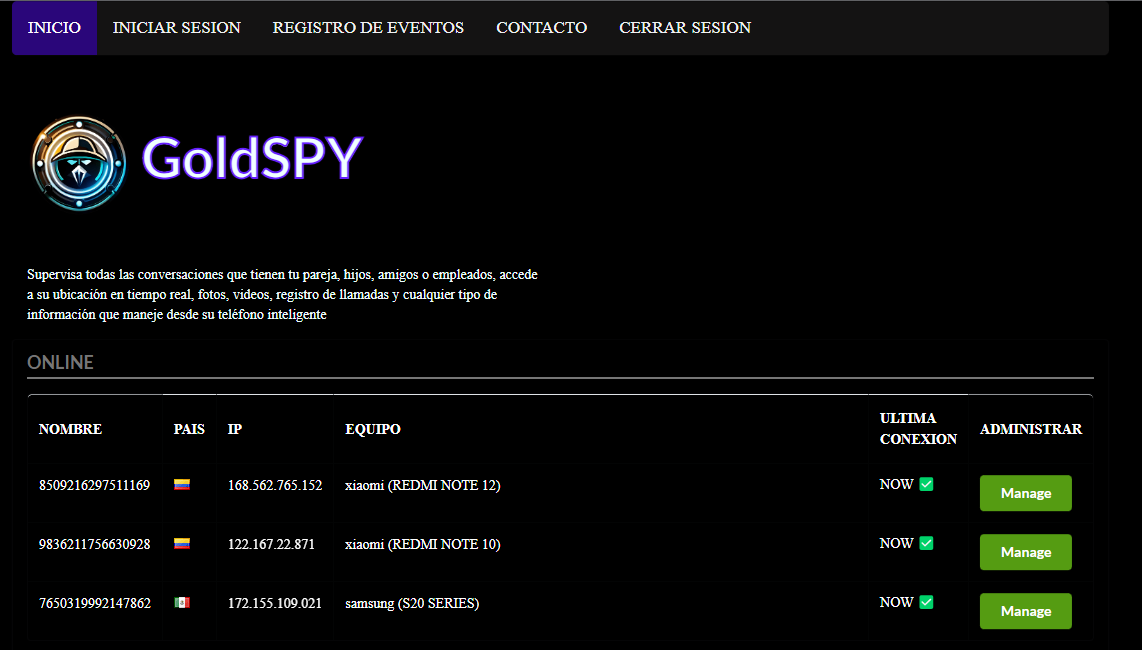 INICIO INICIAR SESION REGISTRO DE EVENTOS CONTACTO CERRAR SESION
GoldSPY
Supervisa todas las conversaciones que tienen tu pareja, hijos, amigos o empleados, accede
a su ubicación en tiempo real, fotos, videos, registro de llamadas y cualquier tipo de
información que maneje desde su teléfono inteligente
ONLINE
NOMBRE PAIS IP EQUIPO ULTIMA CONEXION ADMINISTRAR
8509216297511169 168.562.765.152 xiaomi (REDMI NOTE 12) NOW Manage
9836211756630928 122.167.22.871 xiaomi (REDMI NOTE 10) NOW Manage
7650319992147862 172.155.109.021 samsung (S20 SERIES) NOW Manage